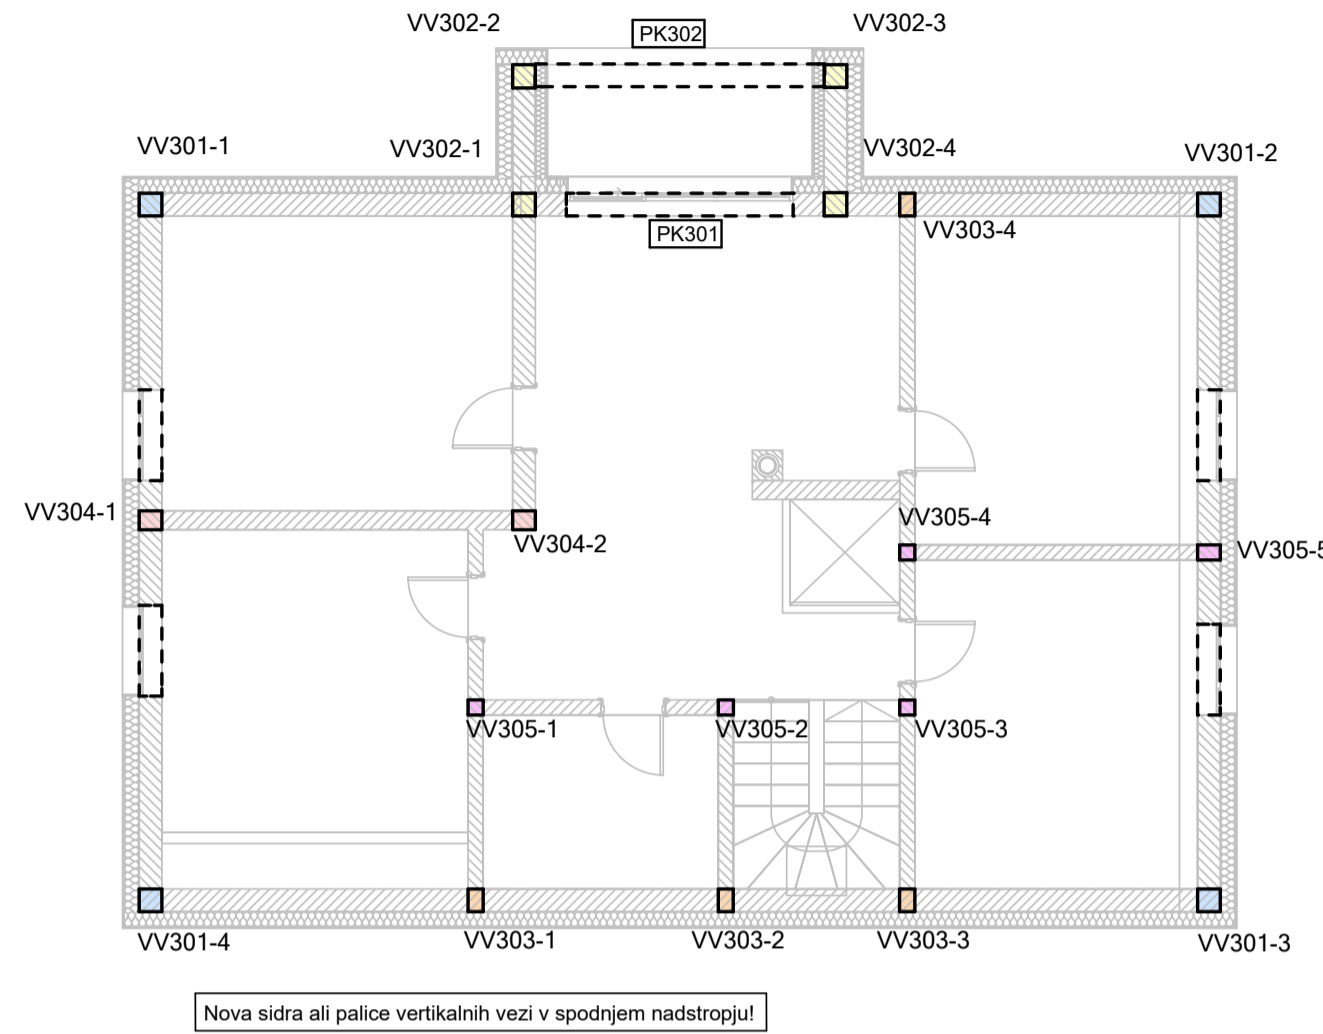 VV302-2
PK302
VV302-3
VV301-1
VV302-1
VV302-4
VV301-2
PK301
VV303-4
VV304-1
VV304-2
VV305-4
VV305-5
VV305-1
VV305-2
VV305-3
VV301-4
VV303-1
VV303-2
VV303-3
VV301-3
Nova sidra ali palice vertikalnih vezi v spodnjem nadstropju!